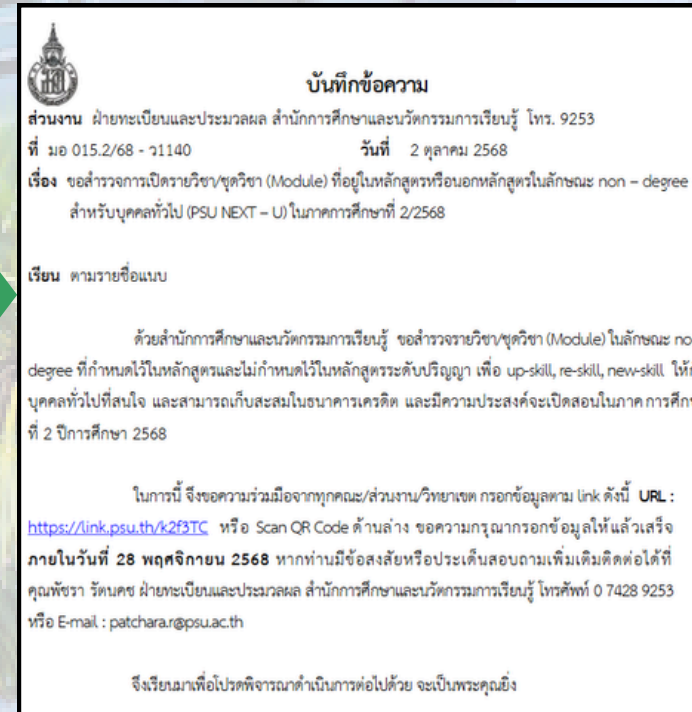 บันทึกข้อความ
ส่วนงาน ฝ่ายทะเบียนและประมวลผล สำนักการศึกษาและนวัตกรรมการเรียนรู้ โทร. 9253
ที่ มอ 015.2/68 - ว1140 วันที่ 2 ตุลาคม 2568
เรื่อง ขอสำรวจการเปิดรายวิชา/ชุดวิชา (Module) ที่อยู่ในหลักสูตรหรือนอกหลักสูตรในลักษณะ non – degree
สำหรับบุคคลทั่วไป (PSU NEXT – U) ในภาคการศึกษาที่ 2/2568
เรียน ตามรายชื่อแนบ
ด้วยสำนักการศึกษาและนวัตกรรมการเรียนรู้ ขอสำรวจรายวิชา/ชุดวิชา (Module) ในลักษณะ no
degree ที่กำหนดไว้ในหลักสูตรและไม่กำหนดไว้ในหลักสูตรระดับปริญญา เพื่อ up-skill, re-skill, new-skill ให้
บุคคลทั่วไปที่สนใจ และสามารถเก็บสะสมในธนาคารเครดิต และมีความประสงค์จะเปิดสอนในภาคการศึกษ
ที่ 2 ปีการศึกษา 2568
ในการนี้ จึงขอความร่วมมือจากทุกคณะ/ส่วนงาน/วิทยาเขต กรอกข้อมูลตาม link ดังนี้ URL :
https://link.psu.th/k2f3TC หรือ Scan QR Code ด้านล่าง ขอความกรุณากรอกข้อมูลให้แล้วเสร็จ
ภายในวันที่ 28 พฤศจิกายน 2568 หากท่านมีข้อสงสัยหรือประเด็นสอบถามเพิ่มเติมติดต่อได้ที่
คุณพัชรา รัตนคช ฝ่ายทะเบียนและประมวลผล สำนักการศึกษาและนวัตกรรมการเรียนรู้ โทรศัพท์ 0 7428 9253
หรือ E-mail : patchara.r@psu.ac.th
จึงเรียนมาเพื่อโปรดพิจารณาดำเนินการต่อไปด้วย จะเป็นพระคุณยิ่ง